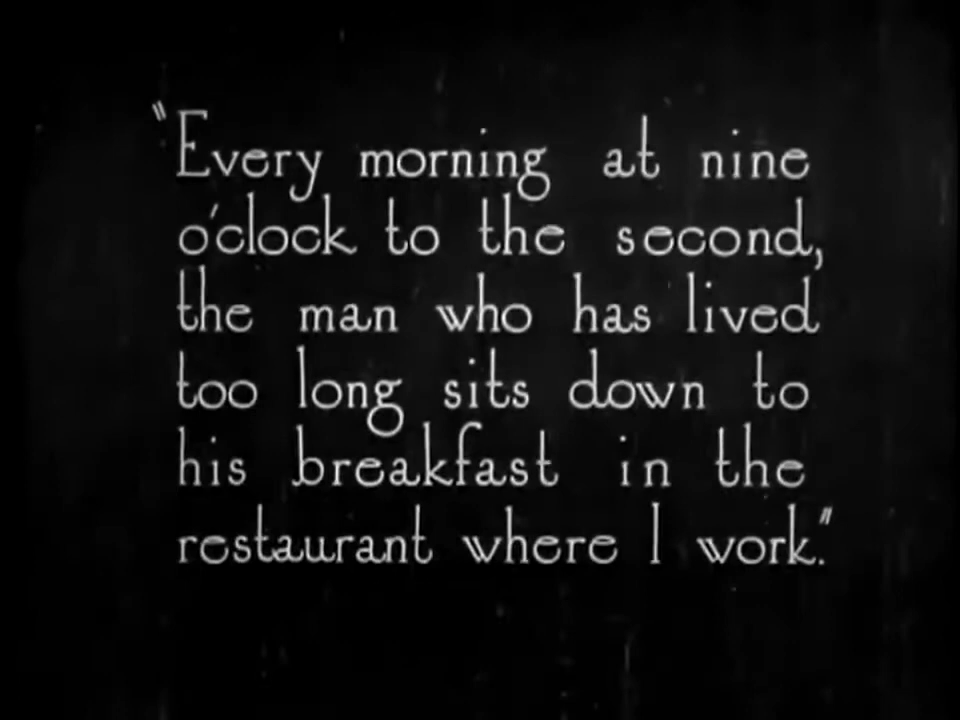 "Every morning at nine
o'clock to the second,
the man who has lived
too long sits down to
his breakfast in the
restaurant where I work."